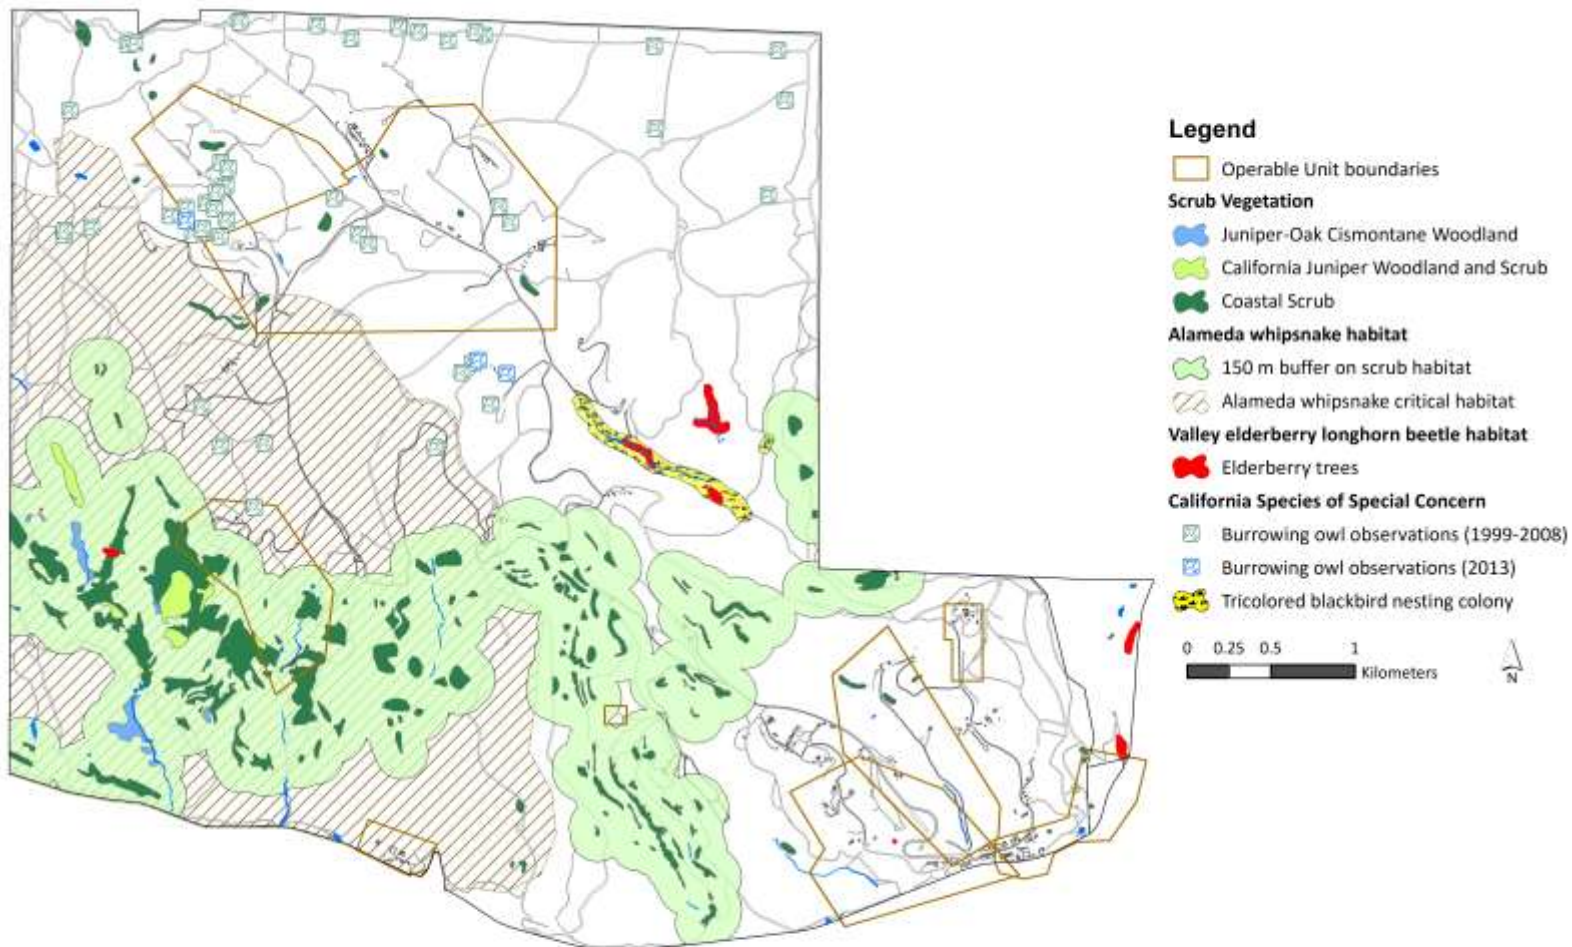 Legend
Operable Unit boundaries
Scrub Vegetation
Juniper-Oak Cismontane Woodland
California Juniper Woodland and Scrub
Coastal Scrub
Alameda whipsnake habitat
150 m buffer on scrub habitat
Alameda whipsnake critical habitat
Valley elderberry longhorn beetle habitat
Elderberry trees
California Species of Special Concern
Burrowing owl observations (1999-2008)
Burrowing owl observations (2013)
Tricolored blackbird nesting colony
0 0.25 0.5 1
Kilometers
N